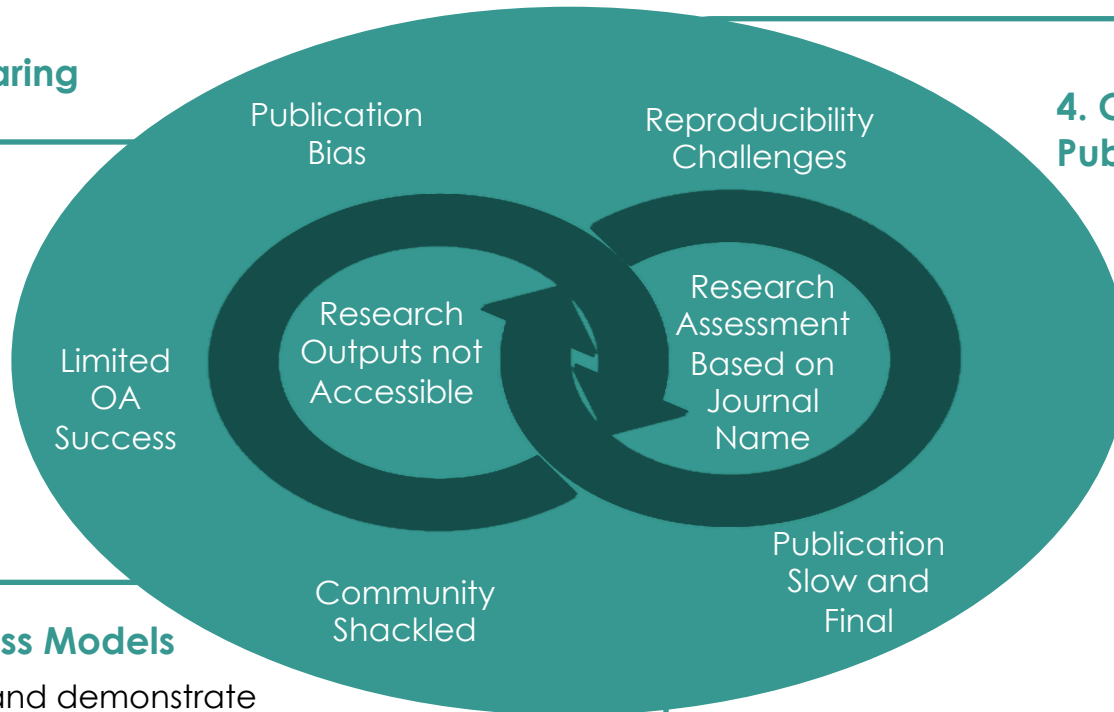 aring
Publication
Bias
Reproducibility
Challenges
4. C
Pub
Research
Outputs not
Accessible
Research
Assessment
Based on
Journal
Name
Limited
OA
Success
Publication
Slow and
Final
Community
Shackled
ss Models
and demonstrate